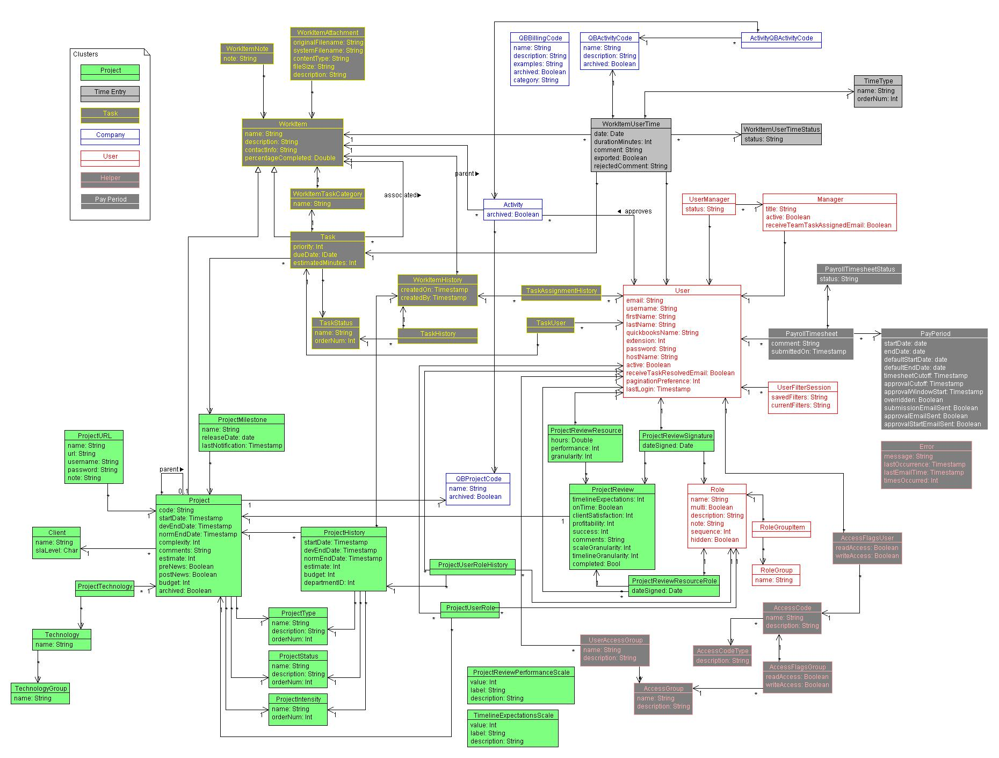 Clusters
Project
Time Entry
Task
Company
User
Helper
Pay Period
WorkItemNote
note: String
WorkItemAttachment
originalFilename: String
systemFilename: String
contentType: String
fileSize: String
description: String
QBBillingCode
name: String
description: String
examples: String
archived: Boolean
category: String
QBActivityCode
name: String
description: String
archived: Boolean
ActivityQBActivityCode
TimeType
name: String
orderNum: Int
WorkItem
name: String
description: String
contactInfo: String
percentageCompleted: Double
WorkItemUserTime
date: Date
durationMinutes: Int
comment: String
exported: Boolean
rejectedComment: String
WorkItemUserTimeStatus
status: String
parent
associated
approves
WorkItemTaskCategory
name: String
Activity
archived: Boolean
UserManager
status: String
Manager
title: String
active: Boolean
receiveTeamTaskAssignedEmail: Boolean
Task
priority: Int
dueDate: IDate
estimatedMinutes: Int
WorkItemHistory
createdOn: Timestamp
createdBy: Timestamp
TaskAssignmentHistory
TaskStatus
name: String
orderNum: Int
TaskHistory
TaskUser
User
email: String
username: String
firstName: String
lastName: String
quickbooksName: String
extension: Int
password: String
hostName: String
active: Boolean
receiveTaskResolvedEmail: Boolean
paginationPreference: Int
lastLogin: Timestamp
PayrollTimesheetStatus
status: String
PayrollTimesheet
comment: String
submittedOn: Timestamp
PayPeriod
startDate: date
endDate: date
defaultStartDate: date
defaultEndDate: date
timesheetCutoff: Timestamp
approvalCutoff: Timestamp
approvalWindowStart: Timestamp
overridden: Boolean
submissionEmailSent: Boolean
approvalEmailSent: Boolean
approvalStartEmailSent: Boolean
UserFilterSession
savedFilters: String
currentFilters: String
ProjectMilestone
name: String
releaseDate: date
lastNotification: Timestamp
ProjectURL
name: String
url: String
username: String
password: String
note: String
ProjectReviewResource
hours: Double
performance: Int
granularity: Int
ProjectReviewSignature
dateSigned: Date
Error
message: String
lastOccurrence: Timestamp
lastEmailTime: Timestamp
timesOccurred: Int
parent
0..1
QBProjectCode
name: String
archived: Boolean
Project
code: String
startDate: Timestamp
devEndDate: Timestamp
normEndDate: Timestamp
complexity: Int
comments: String
estimate: Int
preNews: Boolean
postNews: Boolean
budget: Int
archived: Boolean
ProjectReview
timelineExpectations: Int
onTime: Boolean
clientSatisfaction: Int
profitability: Int
success: Int
comments: String
scaleGranularity: Int
timelineGranularity: Int
completed: Bool
Role
name: String
multi: Boolean
description: String
note: String
sequence: Int
hidden: Boolean
RoleGroupItem
RoleGroup
name: String
AccessFlagsUser
readAccess: Boolean
writeAccess: Boolean
Client
name: String
slaLevel: Char
ProjectHistory
startDate: Timestamp
devEndDate: Timestamp
normEndDate: Timestamp
estimate: Int
budget: Int
departmentID: Int
ProjectUserRoleHistory
ProjectReviewResourceRole
dateSigned: Date
ProjectTechnology
ProjectUserRole
ProjectType
name: String
description: String
orderNum: Int
Technology
name: String
ProjectStatus
name: String
description: String
orderNum: Int
TechnologyGroup
name: String
ProjectIntensity
name: String
orderNum: Int
AccessCode
name: String
description: String
AccessCodeType
description: String
UserAccessGroup
name: String
description: String
AccessFlagsGroup
readAccess: Boolean
writeAccess: Boolean
AccessGroup
name: String
description: String
ProjectReviewPerformanceScale
value: Int
label: String
description: String
TimelineExpectationsScale
value: Int
label: String
description: String